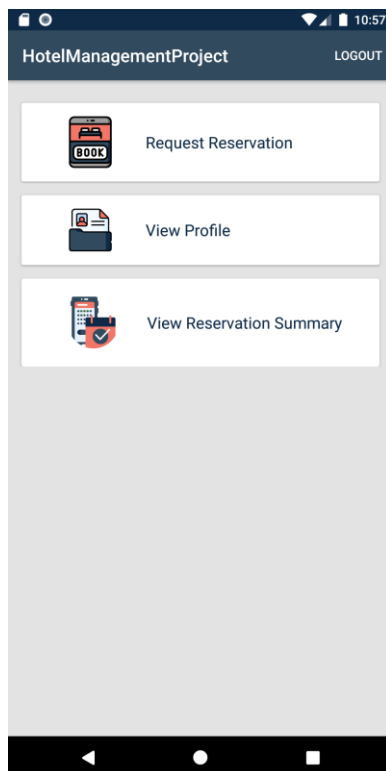 10:57
HotelManagementProject
LOGOUT
BOOK
Request Reservation
View Profile
View Reservation Summary